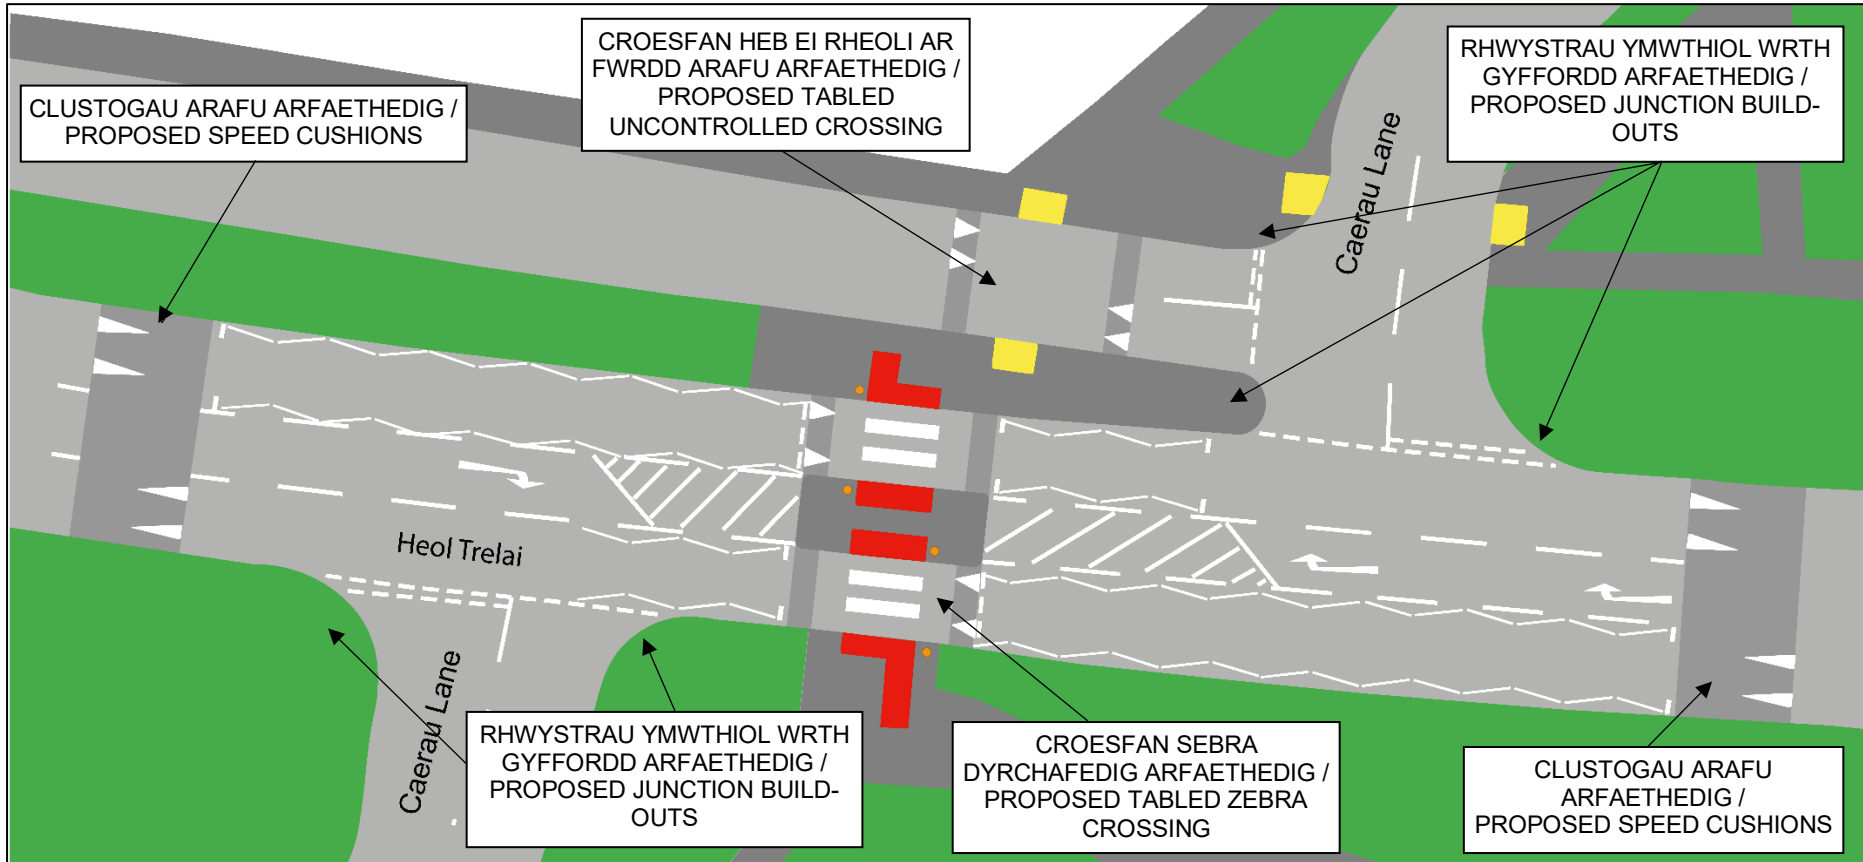 CROESFAN HEB EI RHEOLI AR
FWRDD ARAFU ARFAETHEDIG /
PROPOSED TABLED
UNCONTROLLED CROSSING
RHWYSTRAU YMWTHIOL WRTH
GYFFORDD ARFAETHEDIG /
PROPOSED JUNCTION BUILD-
OUTS
CLUSTOGAU ARAFU ARFAETHEDIG /
PROPOSED SPEED CUSHIONS
Caerau Lane
Heol Trelai
Caerau Lane
RHWYSTRAU YMWTHIOL WRTH
GYFFORDD ARFAETHEDIG /
PROPOSED JUNCTION BUILD-
OUTS
CROESFAN SEBRA
DYRCHAFEDIG ARFAETHEDIG /
PROPOSED TABLED ZEBRA
CROSSING
CLUSTOGAU ARAFU
ARFAETHEDIG /
PROPOSED SPEED CUSHIONS